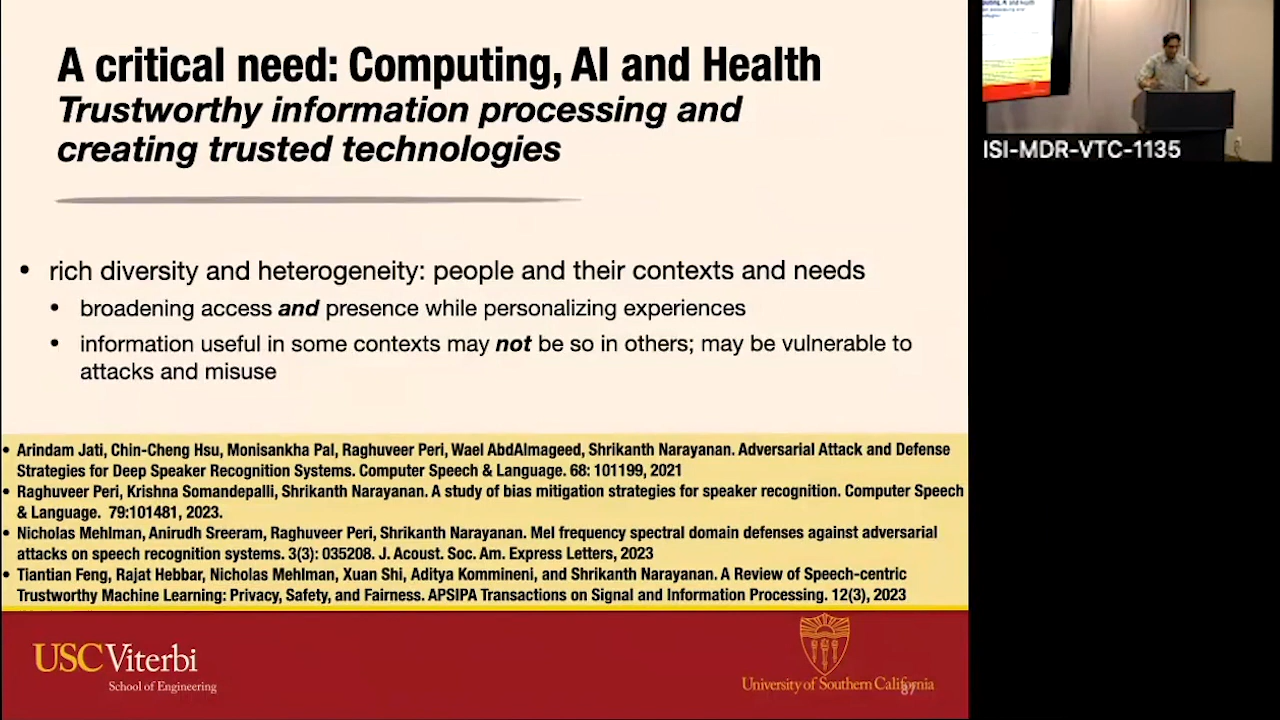 A critical need: Computing, AI and Health
Trustworthy information processing and
creating trusted technologies
• rich diversity and heterogeneity: people and their contexts and needs
• broadening access and presence while personalizing experiences
• information useful in some contexts may not be so in others; may be vulnerable to
attacks and misuse
• Arindam Jati, Chin-Cheng Hsu, Monisankha Pal, Raghuveer Peri, Wael AbdAlmageed, Shrikanth Narayanan. Adversarial Attack and Defense
Strategies for Deep Speaker Recognition Systems. Computer Speech & Language. 68: 101199, 2021
• Raghuveer Peri, Krishna Somandepalli, Shrikanth Narayanan. A study of bias mitigation strategies for speaker recognition. Computer Speech
& Language. 79:101481, 2023.
• Nicholas Mehlman, Anirudh Sreeram, Raghuveer Peri, Shrikanth Narayanan. Mel frequency spectral domain defenses against adversarial
attacks on speech recognition systems. 3(3): 035208. J. Acoust. Soc. Am. Express Letters, 2023
• Tiantian Feng, Rajat Hebbar, Nicholas Mehlman, Xuan Shi, Aditya Kommineni, and Shrikanth Narayanan. A Review of Speech-centric
Trustworthy Machine Learning: Privacy, Safety, and Fairness. APSIPA Transactions on Signal and Information Processing. 12(3), 2023
USC Viterbi
School of Engineering
University of Southern California
87
ISI-MDR-VTC-1135